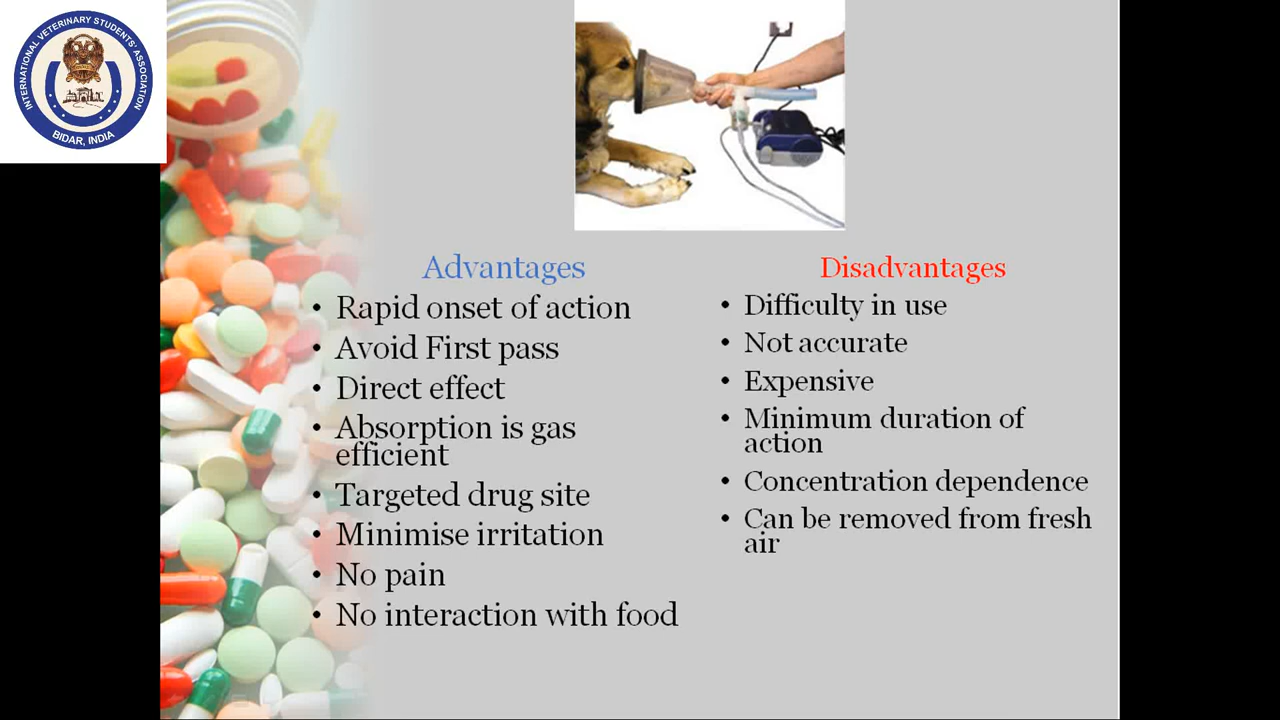 INTERNATIONAL VETERINARY STUDENTS' ASSOCIATION
BIDAR, INDIA
Advantages
• Rapid onset of action
• Avoid First pass
• Direct effect
• Absorption is gas
efficient
• Targeted drug site
• Minimise irritation
• No pain
• No interaction with food
Disadvantages
• Difficulty in use
• Not accurate
• Expensive
• Minimum duration of
action
• Concentration dependence
• Can be removed from fresh
air